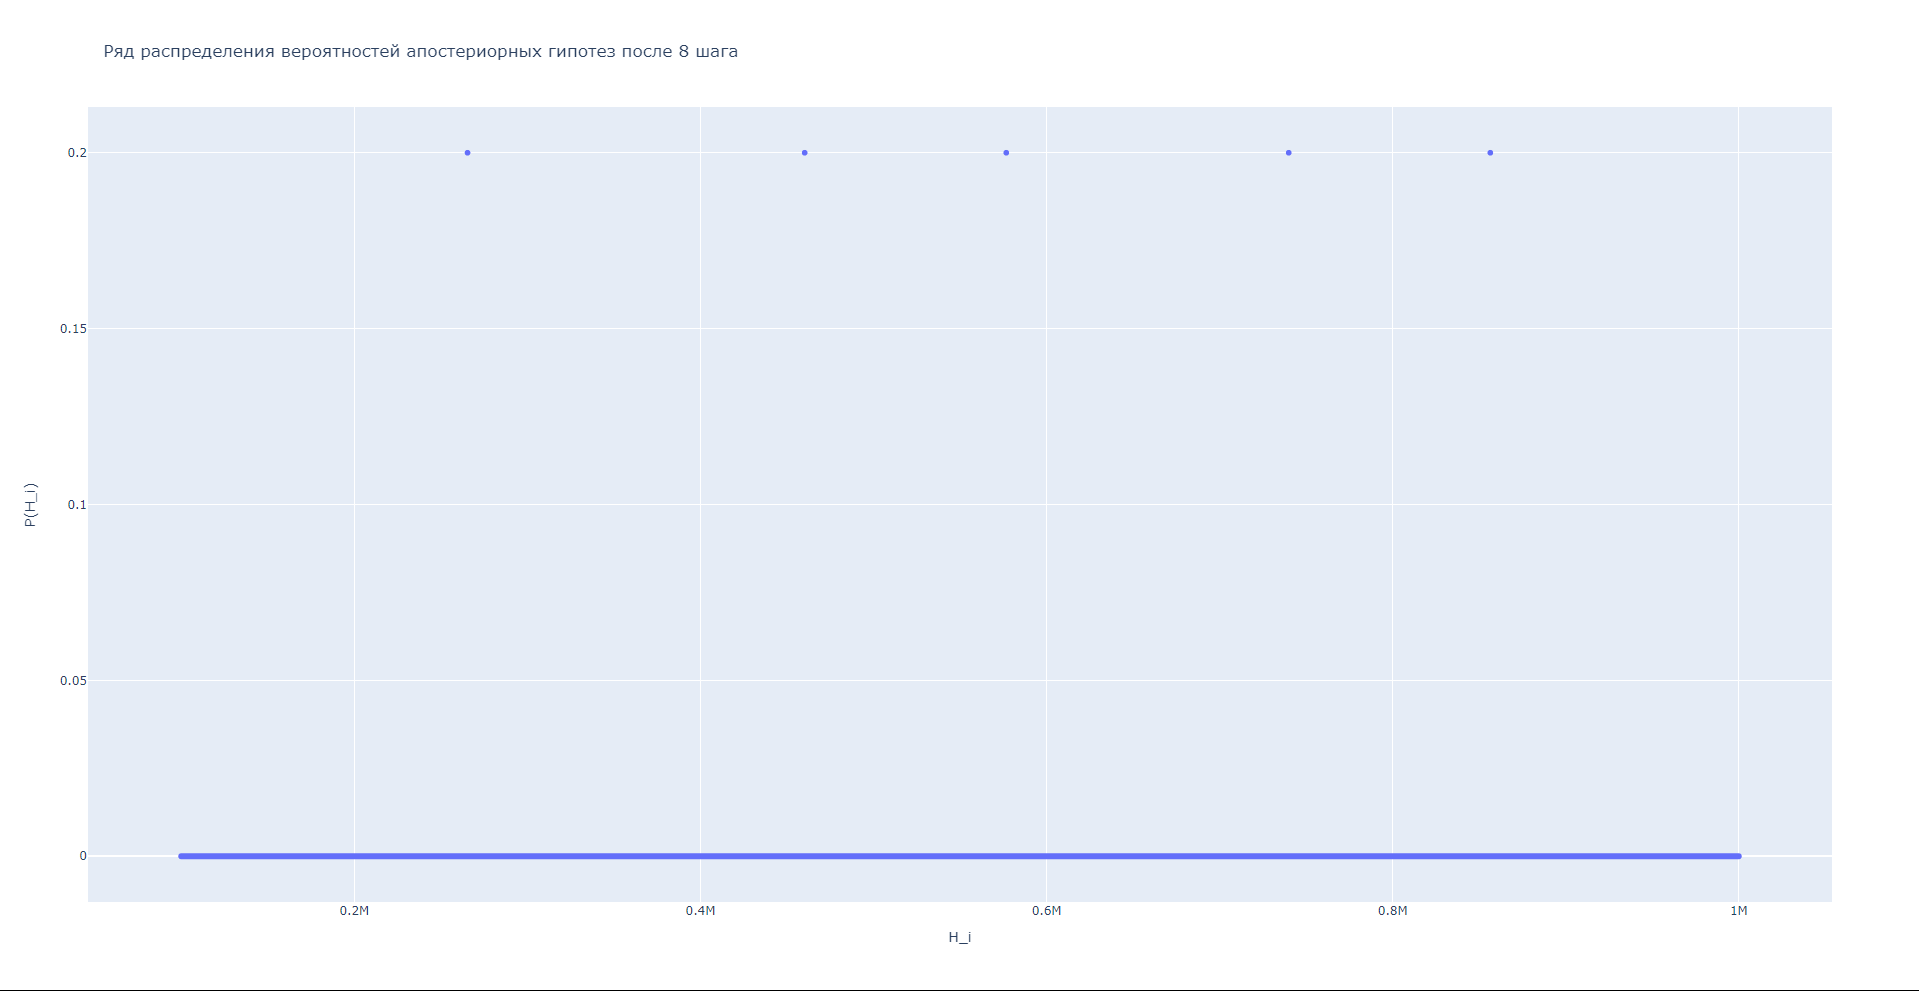 Ряд распределения вероятностей апостериорных гипотез после 8 шага
0.2
0.15
0.1
0.05
0
P(H_i)
0.2M 0.4M 0.6M 0.8M 1M
H_i